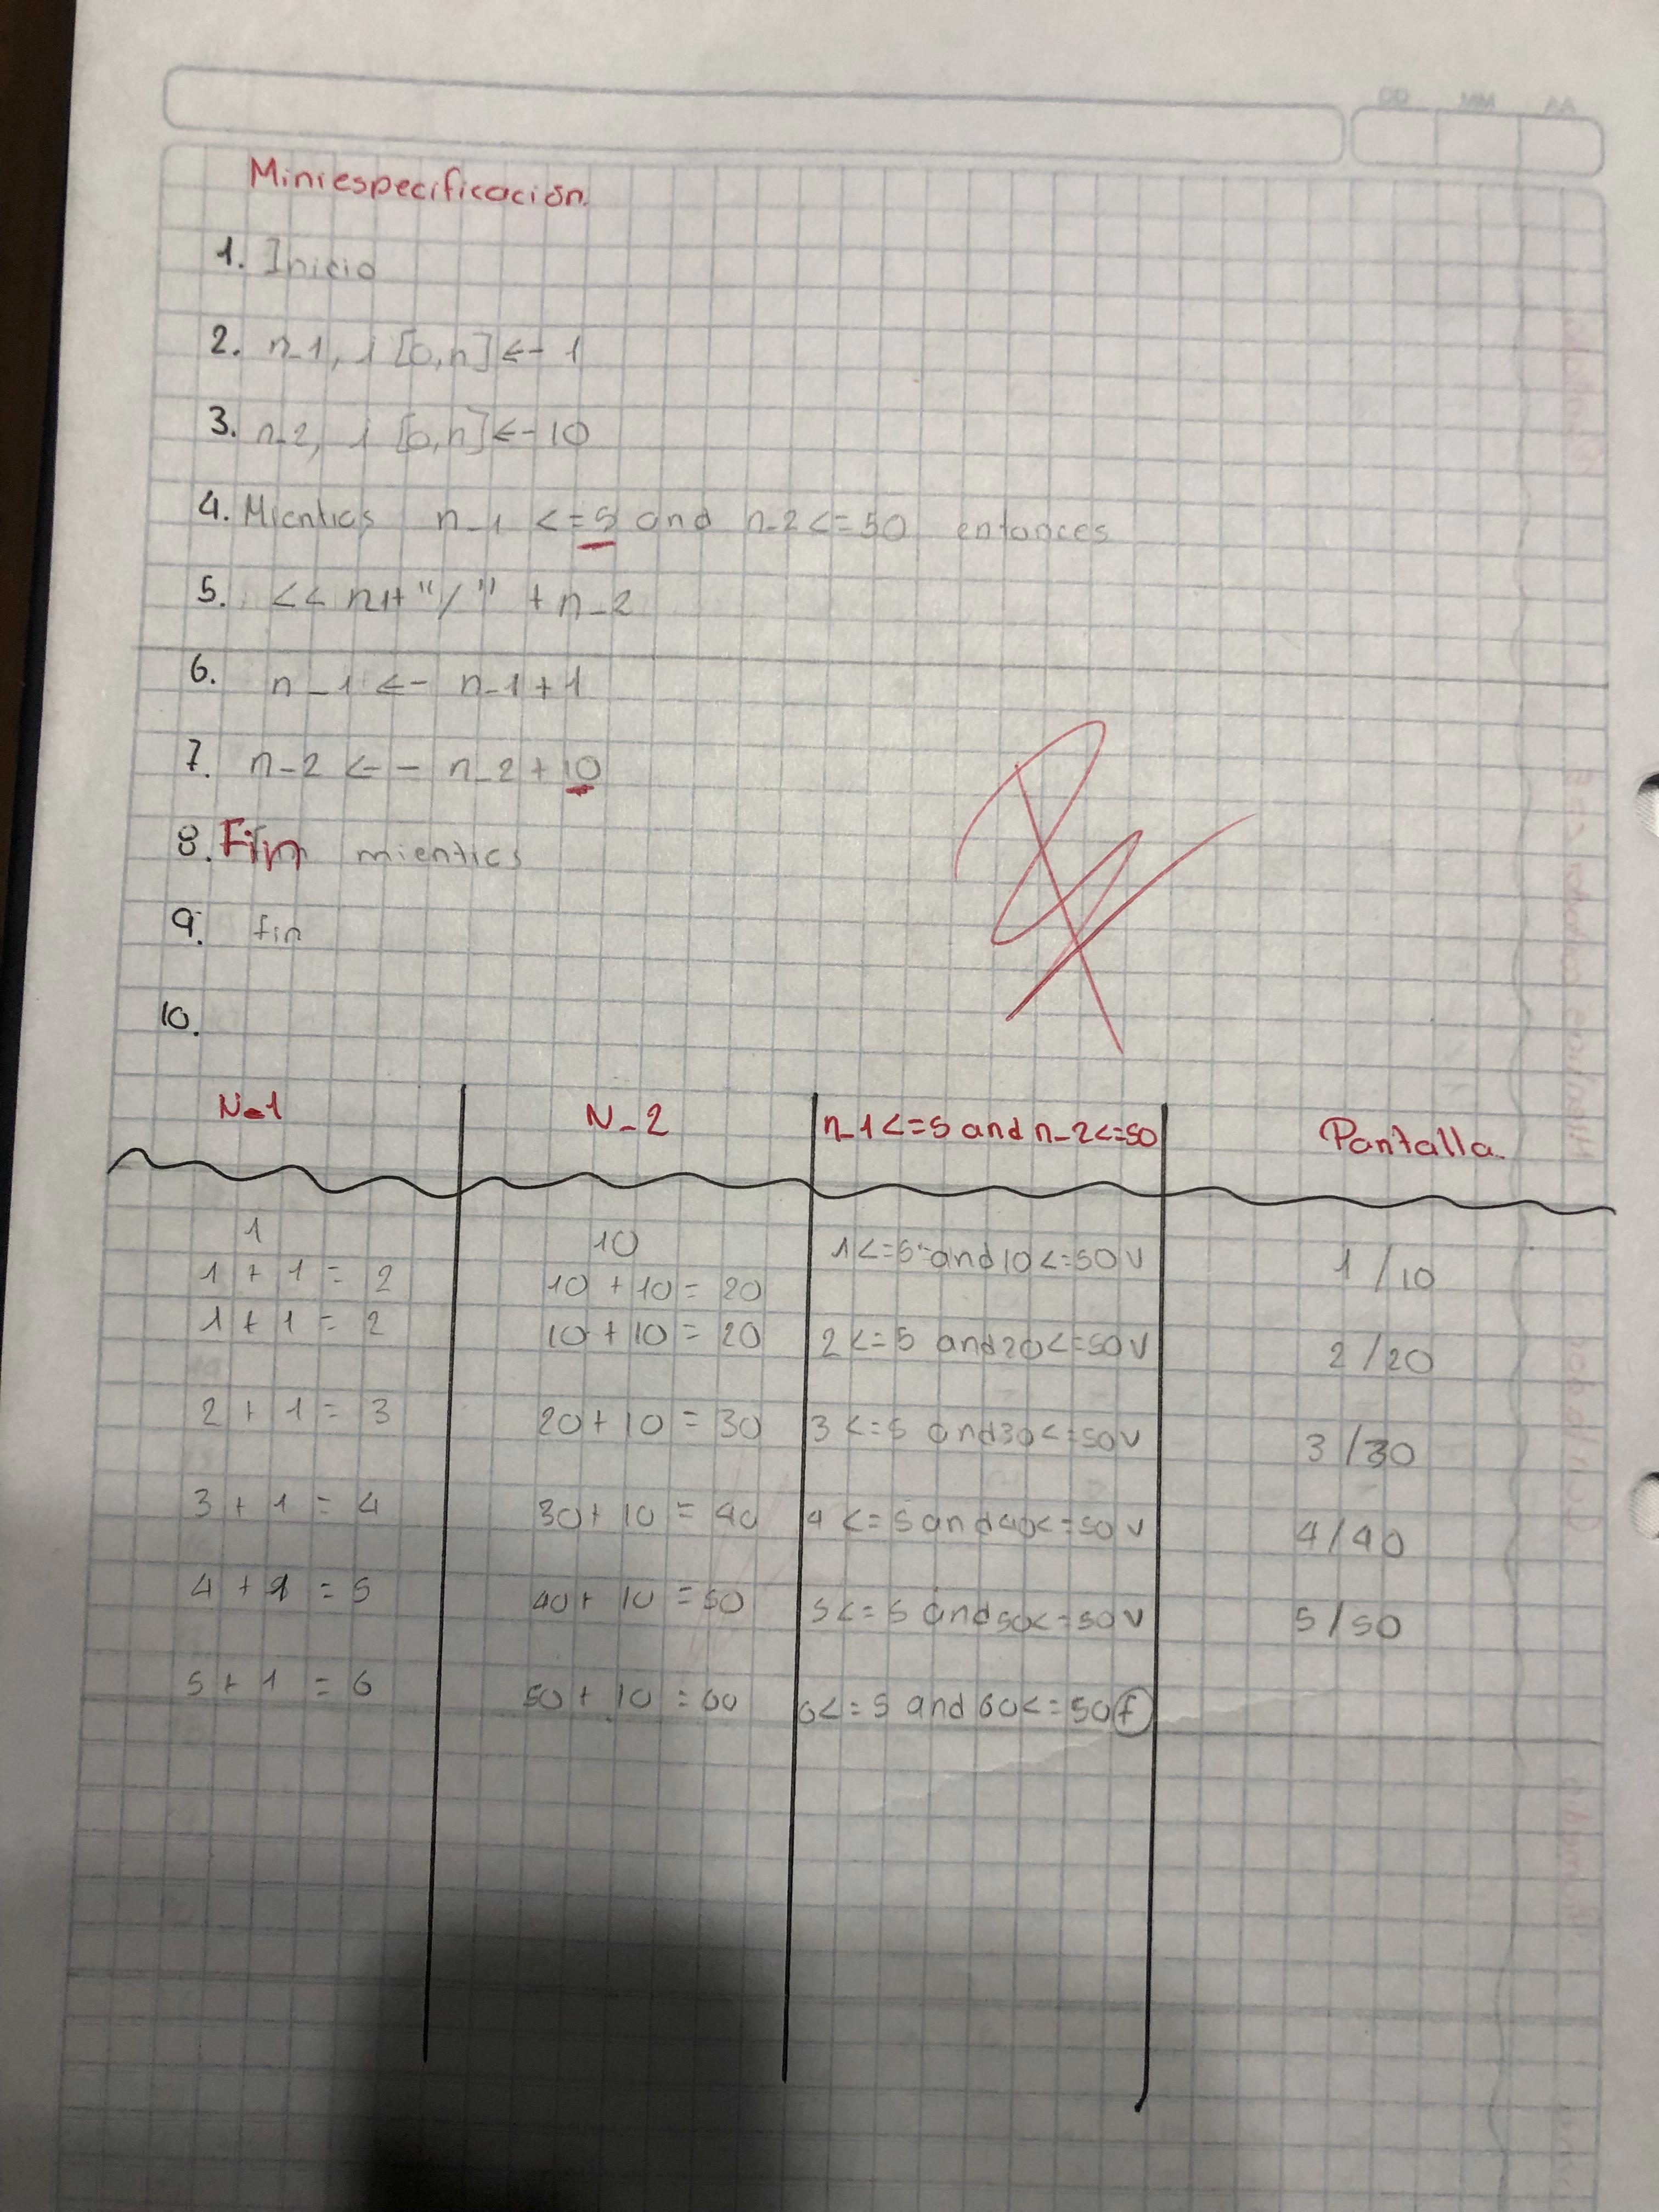 Miniespecificación.
1. Inicio
2. n_1, i [0,n] <- 1
3. n_2, i [0,n] <- 10
4. Mientras n_1 <=5 and n_2<=50 entonces
5. << n1+"/" + n_2
6. n_1 <- n_1+1
7. n_2 <- n_2+10
8. Fin mientras
9. fin
10.
N_1 N_2 n_1<=5 and n_2<=50 Pantalla
1 10 1<=5 and 10<=50 v 1/10
1 + 1 = 2 10 + 10 = 20
1 + 1 = 2 10 + 10 = 20 2<=5 and 20<=50 v 2/20
2 + 1 = 3 20 + 10 = 30 3<=5 and 30<=50 v 3/30
3 + 1 = 4 30 + 10 = 40 4<=5 and 40<=50 v 4/40
4 + 1 = 5 40 + 10 = 50 5<=5 and 50<=50 v 5/50
5 + 1 = 6 50 + 10 = 60 6<=5 and 60<=50 f